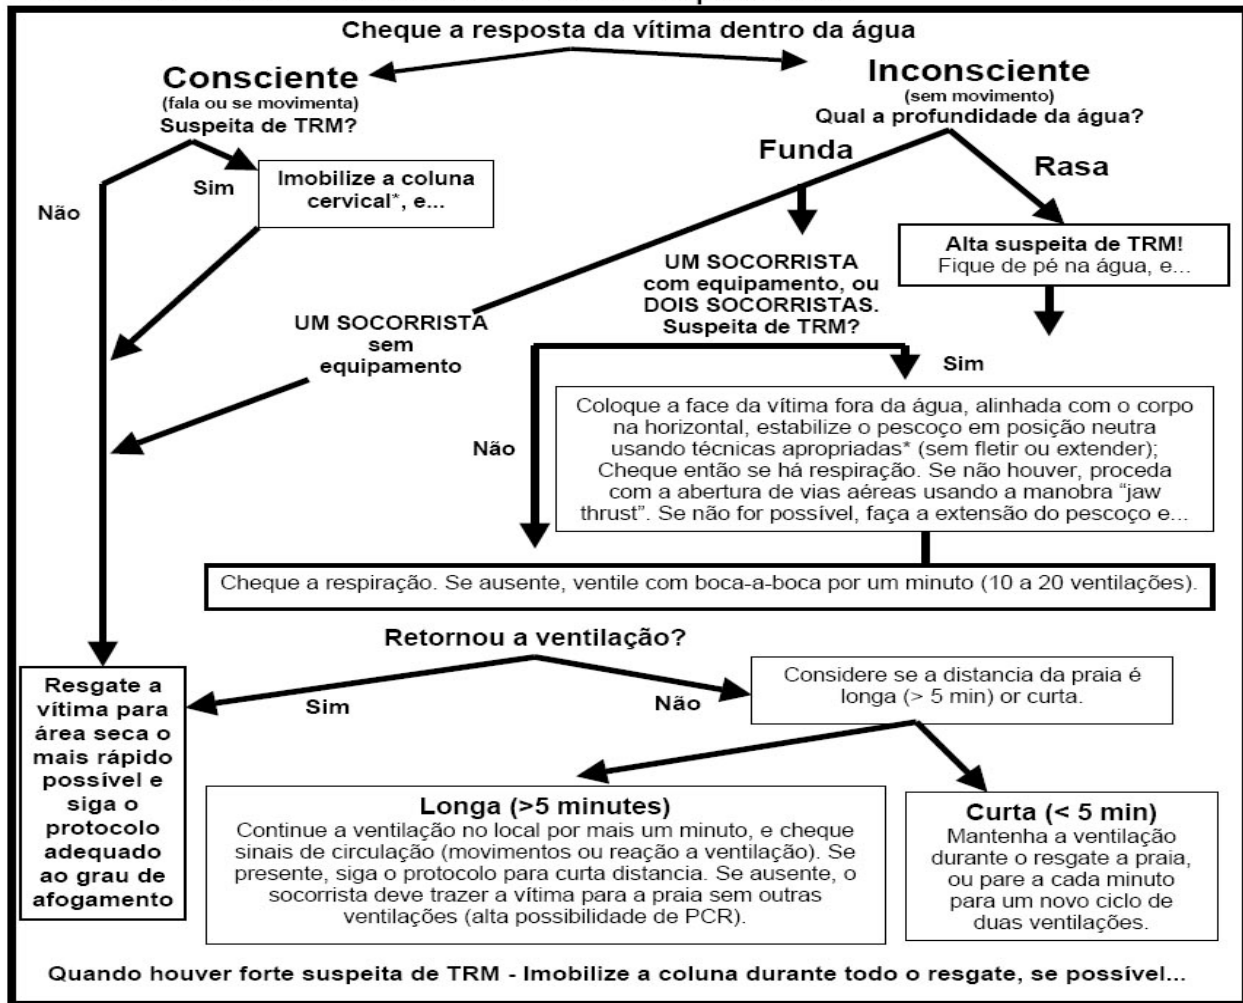 Cheque a resposta da vítima dentro da água
Consciente
(fala ou se movimenta)
Suspeita de TRM?
Inconsciente
(sem movimento)
Qual a profundidade da água?
Funda
Rasa
Não
Sim
Imobilize a coluna
cervical*, e...
Alta suspeita de TRM!
Fique de pé na água, e...
UM SOCORRISTA
com equipamento, ou
DOIS SOCORRISTAS.
Suspeita de TRM?
UM SOCORRISTA
sem
equipamento
Sim
Não
Coloque a face da vítima fora da água, alinhada com o corpo
na horizontal, estabilize o pescoço em posição neutra
usando técnicas apropriadas* (sem fletir ou extender);
Cheque então se há respiração. Se não houver, proceda
com a abertura de vias aéreas usando a manobra “jaw
thrust”. Se não for possível, faça a extensão do pescoço e...
Cheque a respiração. Se ausente, ventile com boca-a-boca por um minuto (10 a 20 ventilações).
Retornou a ventilação?
Sim
Não
Considere se a distancia da praia é
longa (> 5 min) or curta.
Resgate a
vítima para
área seca o
mais rápido
possível e
siga o
protocolo
adequado
ao grau de
afogamento
Longa (>5 minutes)
Continue a ventilação no local por mais um minuto, e cheque
sinais de circulação (movimentos ou reação a ventilação). Se
presente, siga o protocolo para curta distancia. Se ausente, o
socorrista deve trazer a vítima para a praia sem outras
ventilações (alta possibilidade de PCR).
Curta (< 5 min)
Mantenha a ventilação
durante o resgate a praia,
ou pare a cada minuto
para um novo ciclo de
duas ventilações.
Quando houver forte suspeita de TRM - Imobilize a coluna durante todo o resgate, se possível...